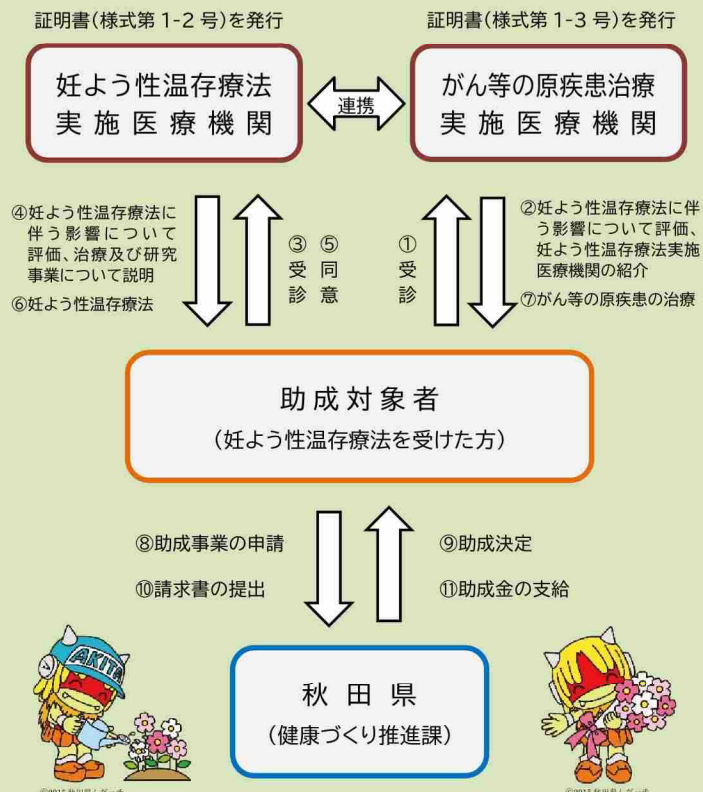 証明書(様式第 1-2 号)を発行
証明書(様式第 1-3 号)を発行
妊よう性温存療法
実施医療機関
連携
がん等の原疾患治療
実施医療機関
④妊よう性温存療法に
伴う影響について
評価、治療及び研究
事業について説明
⑥妊よう性温存療法
③受診
⑤同意
①受診
②妊よう性温存療法に伴
う影響について評価、
妊よう性温存療法実施
医療機関の紹介
⑦がん等の原疾患の治療
助成対象者
(妊よう性温存療法を受けた方)
⑧助成事業の申請
⑩請求書の提出
⑨助成決定
⑪助成金の支給
AKITA
秋田県
(健康づくり推進課)